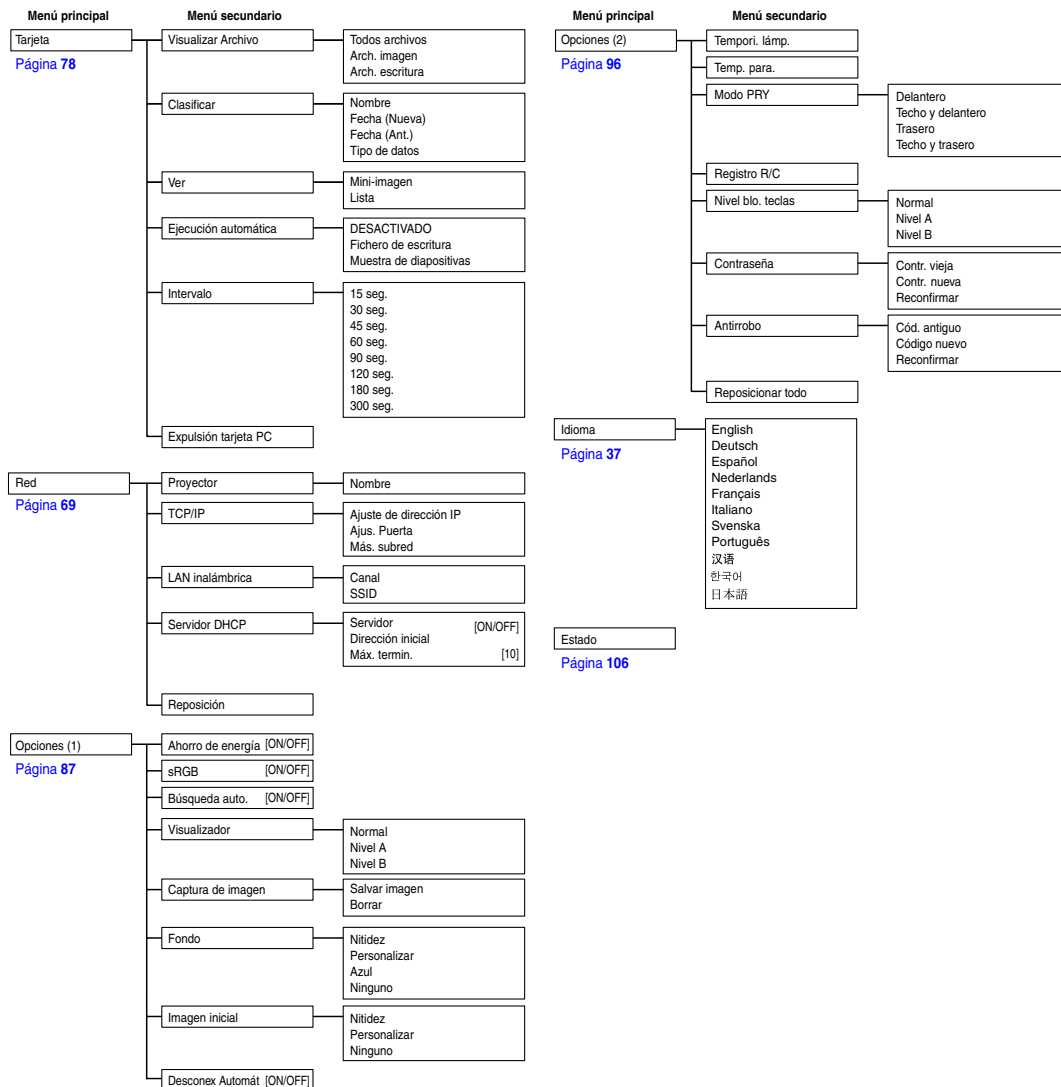 Menú principal
Menú secundario
Tarjeta
Página 78
Visualizar Archivo
Todos archivos
Arch. imagen
Arch. escritura
Clasificar
Nombre
Fecha (Nueva)
Fecha (Ant.)
Tipo de datos
Ver
Mini-imagen
Lista
Ejecución automática
DESACTIVADO
Fichero de escritura
Muestra de diapositivas
Intervalo
15 seg.
30 seg.
45 seg.
60 seg.
90 seg.
120 seg.
180 seg.
300 seg.
Expulsión tarjeta PC
Red
Página 69
Proyector
Nombre
TCP/IP
Ajuste de dirección IP
Ajus. Puerta
Más. subred
LAN inalámbrica
Canal
SSID
Servidor DHCP
Servidor [ON/OFF]
Dirección inicial
Máx. termin. [10]
Reposición
Opciones (1)
Página 87
Ahorro de energía [ON/OFF]
sRGB [ON/OFF]
Búsqueda auto. [ON/OFF]
Visualizador
Normal
Nivel A
Nivel B
Captura de imagen
Salvar imagen
Borrar
Fondo
Nitidez
Personalizar
Azul
Ninguno
Imagen inicial
Nitidez
Personalizar
Ninguno
Desconex Automát [ON/OFF]
Menú principal
Menú secundario
Opciones (2)
Página 96
Tempori. lámp.
Temp. para.
Modo PRY
Delantero
Techo y delantero
Trasero
Techo y trasero
Registro R/C
Nivel blo. teclas
Normal
Nivel A
Nivel B
Contraseña
Contr. vieja
Contr. nueva
Reconfirmar
Antirrobo
Cód. antiguo
Código nuevo
Reconfirmar
Reposicionar todo
Idioma
Página 37
English
Deutsch
Español
Nederlands
Français
Italiano
Svenska
Português
汉语
한국어
日本語
Estado
Página 106